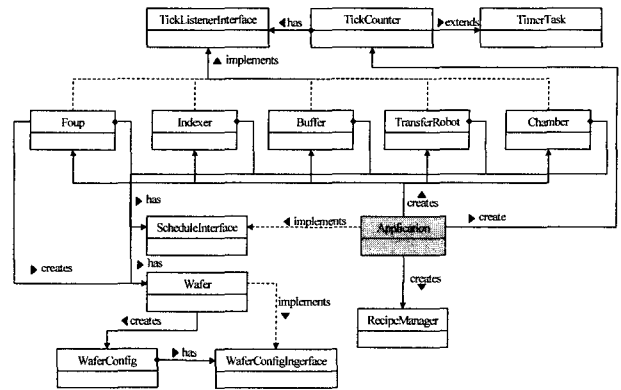 TickListenerInterface
◀has
TickCounter
▶extends
TimerTask
▲ implements
Foup
Indexer
Buffer
TransferRobot
Chamber
▶ has
▲
creates
▶ create
◀ implements
ScheduleInterface
Application
▶ creates
▶ has
Wafer
implements
▼
creates
▼
◀creates
RecipeManager
WaferConfig
▶ has
WaferConfigIngerface